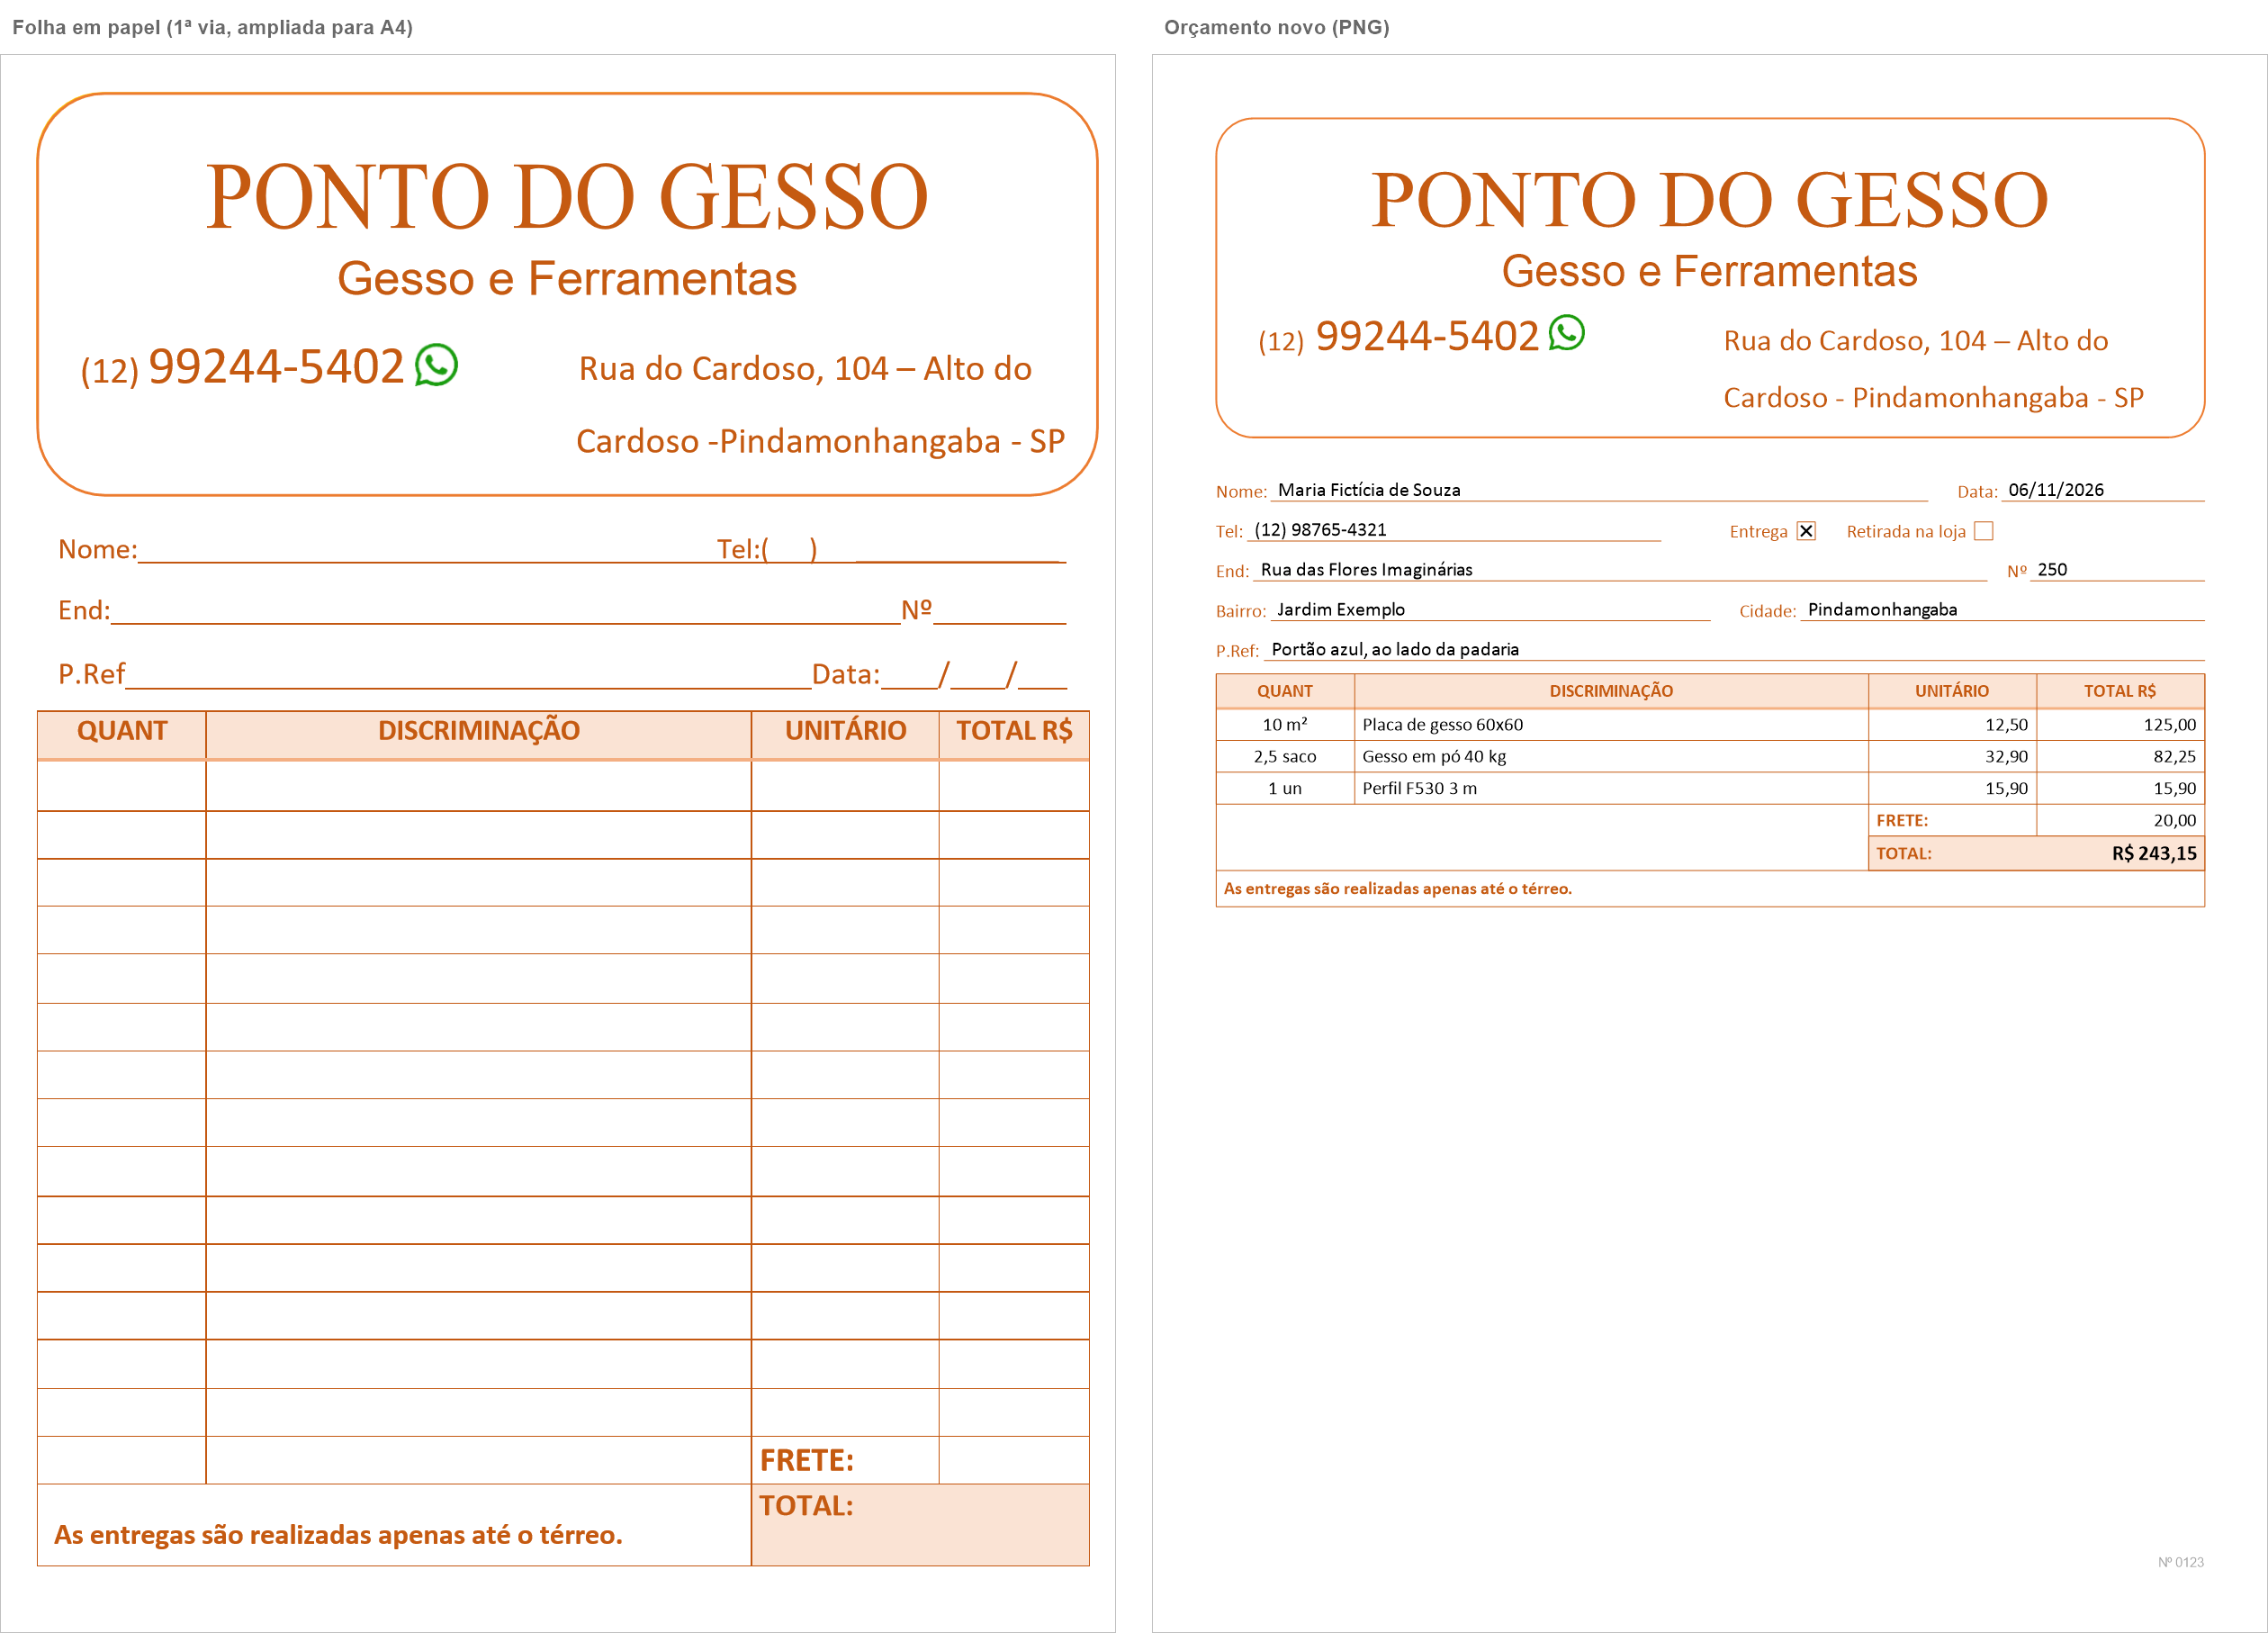 Folha em papel (1ª via, ampliada para A4)
PONTO DO GESSO
Gesso e Ferramentas
(12) 99244-5402
Rua do Cardoso, 104 – Alto do
Cardoso -Pindamonhangaba - SP
Nome: Tel:( )
End: Nº
P.Ref Data: / /
QUANT DISCRIMINAÇÃO UNITÁRIO TOTAL R$
FRETE:
TOTAL:
As entregas são realizadas apenas até o térreo.
Orçamento novo (PNG)
PONTO DO GESSO
Gesso e Ferramentas
(12) 99244-5402
Rua do Cardoso, 104 – Alto do
Cardoso - Pindamonhangaba - SP
Nome: Maria Fictícia de Souza Data: 06/11/2026
Tel: (12) 98765-4321 Entrega ☒ Retirada na loja ☐
End: Rua das Flores Imaginárias Nº 250
Bairro: Jardim Exemplo Cidade: Pindamonhangaba
P.Ref: Portão azul, ao lado da padaria
QUANT DISCRIMINAÇÃO UNITÁRIO TOTAL R$
10 m² Placa de gesso 60x60 12,50 125,00
2,5 saco Gesso em pó 40 kg 32,90 82,25
1 un Perfil F530 3 m 15,90 15,90
FRETE: 20,00
TOTAL: R$ 243,15
As entregas são realizadas apenas até o térreo.
Nº 0123